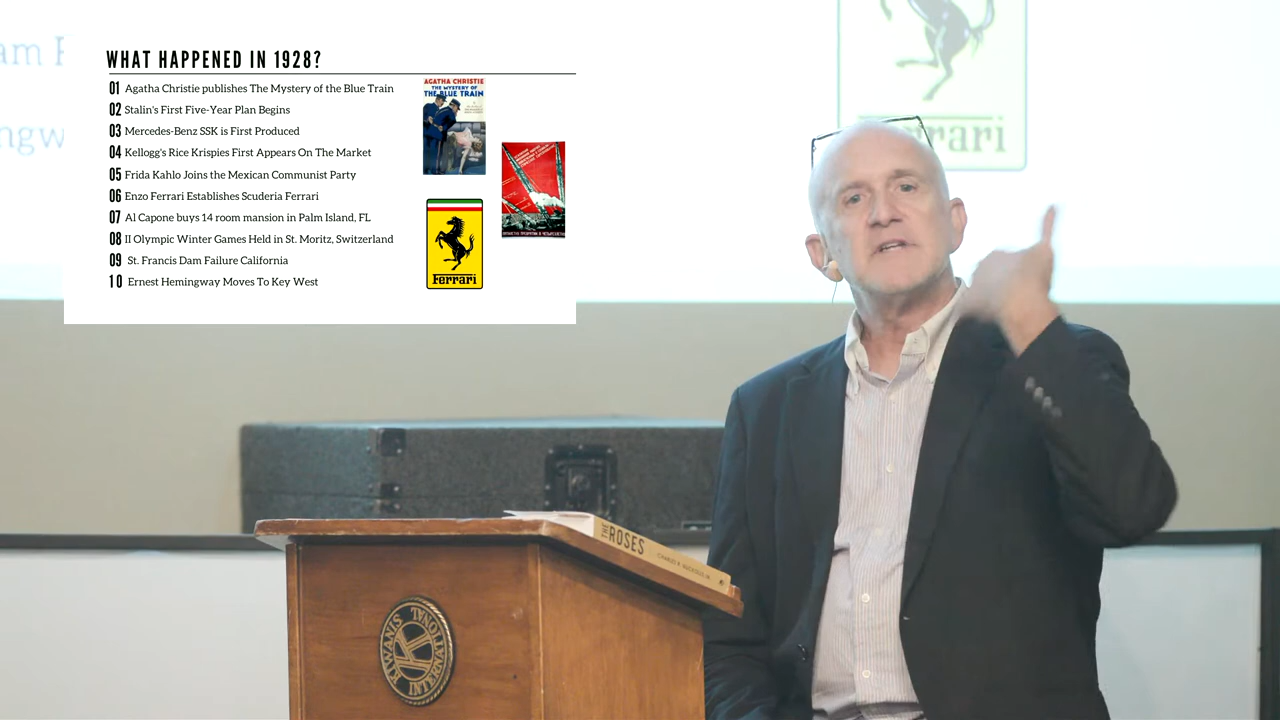 am F
ngw
WHAT HAPPENED IN 1928?
01 Agatha Christie publishes The Mystery of the Blue Train
02 Stalin's First Five-Year Plan Begins
03 Mercedes-Benz SSK is First Produced
04 Kellogg's Rice Krispies First Appears On The Market
05 Frida Kahlo Joins the Mexican Communist Party
06 Enzo Ferrari Establishes Scuderia Ferrari
07 Al Capone buys 14 room mansion in Palm Island, FL
08 II Olympic Winter Games Held in St. Moritz, Switzerland
09 St. Francis Dam Failure California
10 Ernest Hemingway Moves To Key West
AGATHA CHRISTIE
THE MYSTERY OF
THE BLUE TRAIN
Ferrari
rrari
THE ROSES
KIWANIS INTERNATIONAL
K